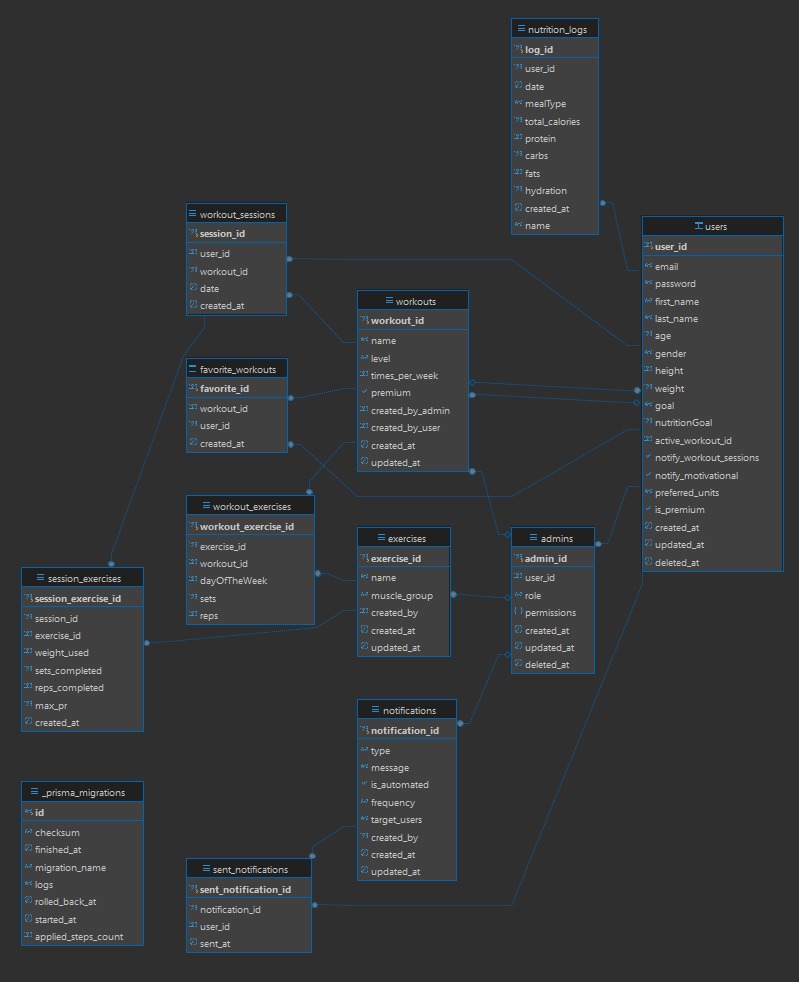 nutrition_logs
log_id
user_id
date
mealType
total_calories
protein
carbs
fats
hydration
created_at
name
workout_sessions
session_id
user_id
workout_id
date
created_at
users
user_id
email
password
first_name
last_name
age
gender
height
weight
goal
nutritionGoal
active_workout_id
notify_workout_sessions
notify_motivational
preferred_units
is_premium
created_at
updated_at
deleted_at
workouts
workout_id
name
level
times_per_week
premium
created_by_admin
created_by_user
created_at
updated_at
favorite_workouts
favorite_id
workout_id
user_id
created_at
workout_exercises
workout_exercise_id
exercise_id
workout_id
dayOfTheWeek
sets
reps
exercises
exercise_id
name
muscle_group
created_by
created_at
updated_at
admins
admin_id
user_id
role
permissions
created_at
updated_at
deleted_at
session_exercises
session_exercise_id
session_id
exercise_id
weight_used
sets_completed
reps_completed
max_pr
created_at
notifications
notification_id
type
message
is_automated
frequency
target_users
created_by
created_at
updated_at
_prisma_migrations
id
checksum
finished_at
migration_name
logs
rolled_back_at
started_at
applied_steps_count
sent_notifications
sent_notification_id
notification_id
user_id
sent_at